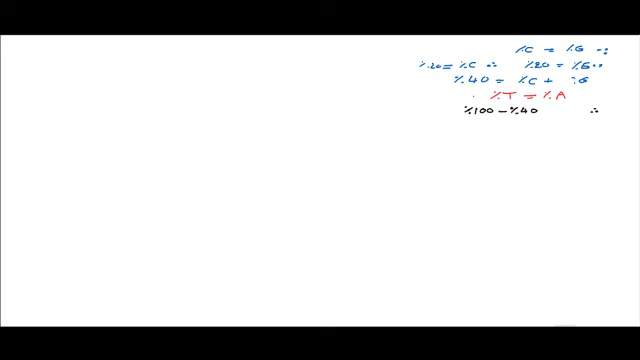 ∵ %G = %C
∵ %G = %20 ∴ %C = %20
%G + %C = %40
%A = %T
∴ %100 – %40